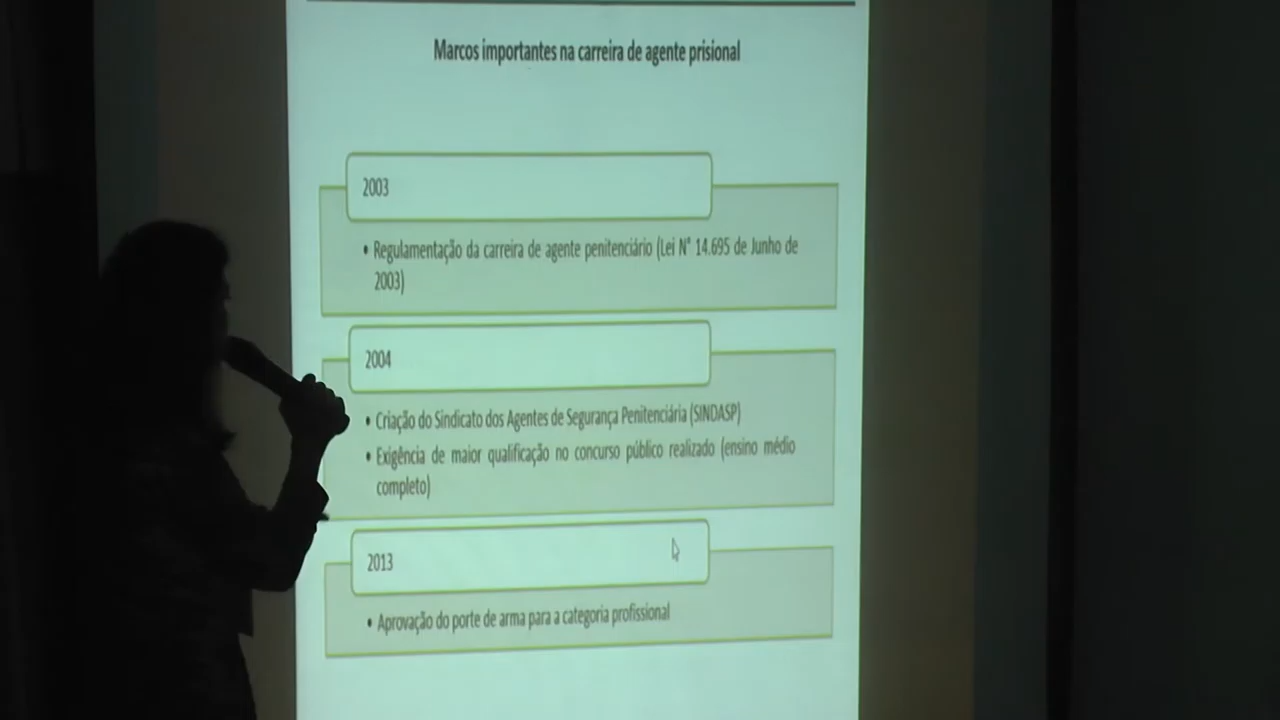 Marcos importantes na carreira de agente prisional
2003
• Regulamentação da carreira de agente penitenciário (Lei N° 14.695 de Junho de
2003)
2004
• Criação do Sindicato dos Agentes de Segurança Penitenciária (SINDASP)
• Exigência de maior qualificação no concurso público realizado (ensino médio
completo)
2013
• Aprovação do porte de arma para a categoria profissional